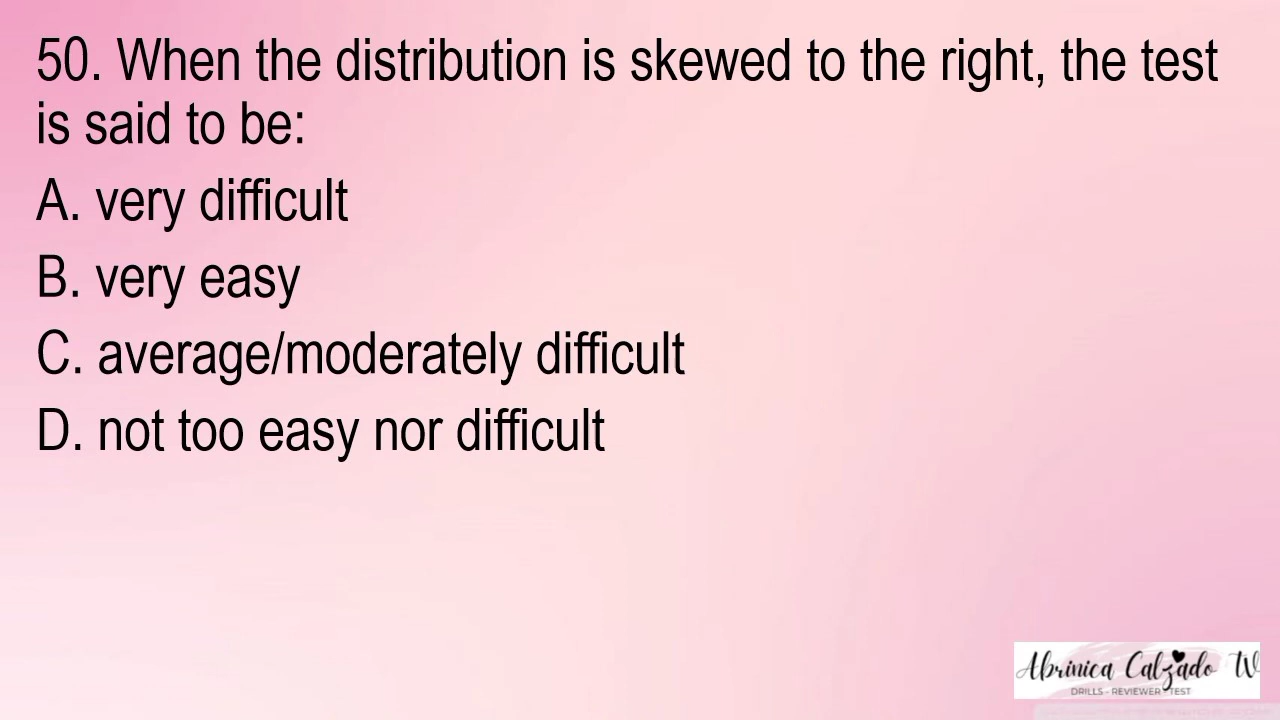 50. When the distribution is skewed to the right, the test
is said to be:
A. very difficult
B. very easy
C. average/moderately difficult
D. not too easy nor difficult
Abrinica Calzado TV
DRILLS - REVIEWER - TEST